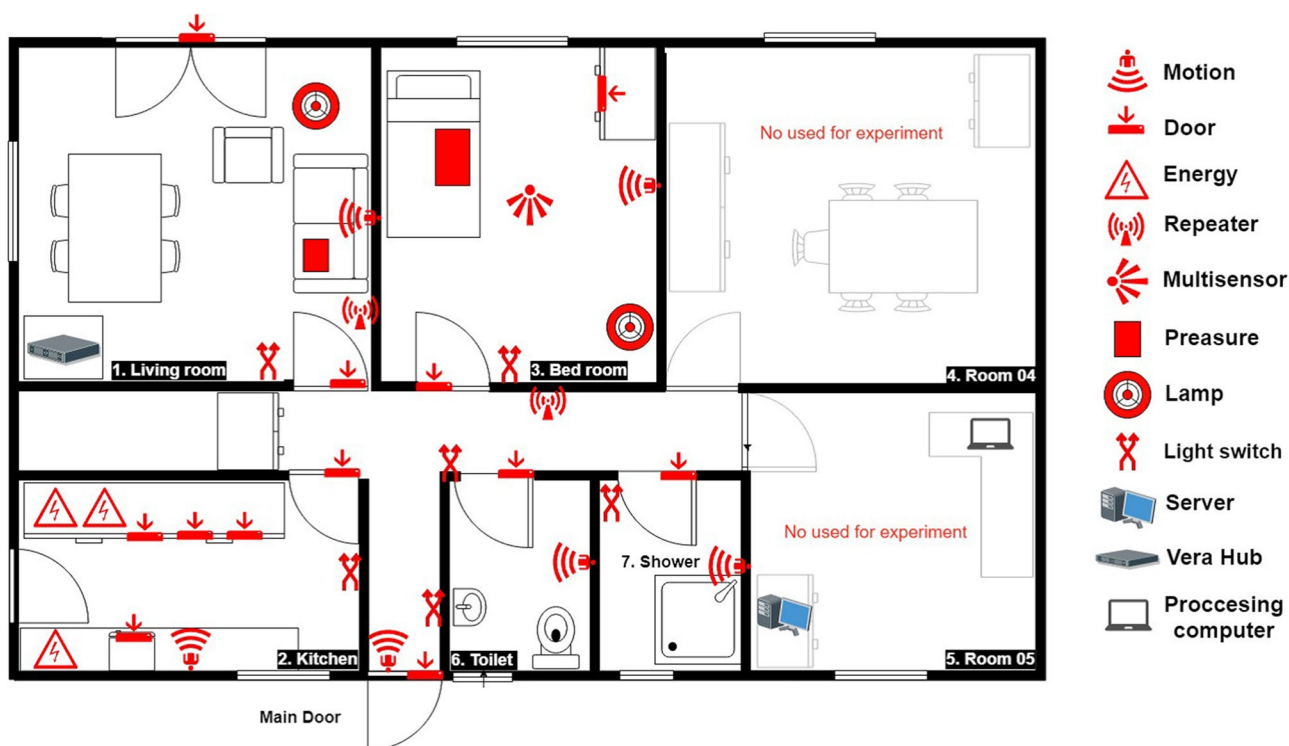 No used for experiment
1. Living room
3. Bed room
4. Room 04
No used for experiment
7. Shower
2. Kitchen
6. Toilet
5. Room 05
Main Door
Motion
Door
Energy
Repeater
Multisensor
Preasure
Lamp
Light switch
Server
Vera Hub
Proccesing
computer